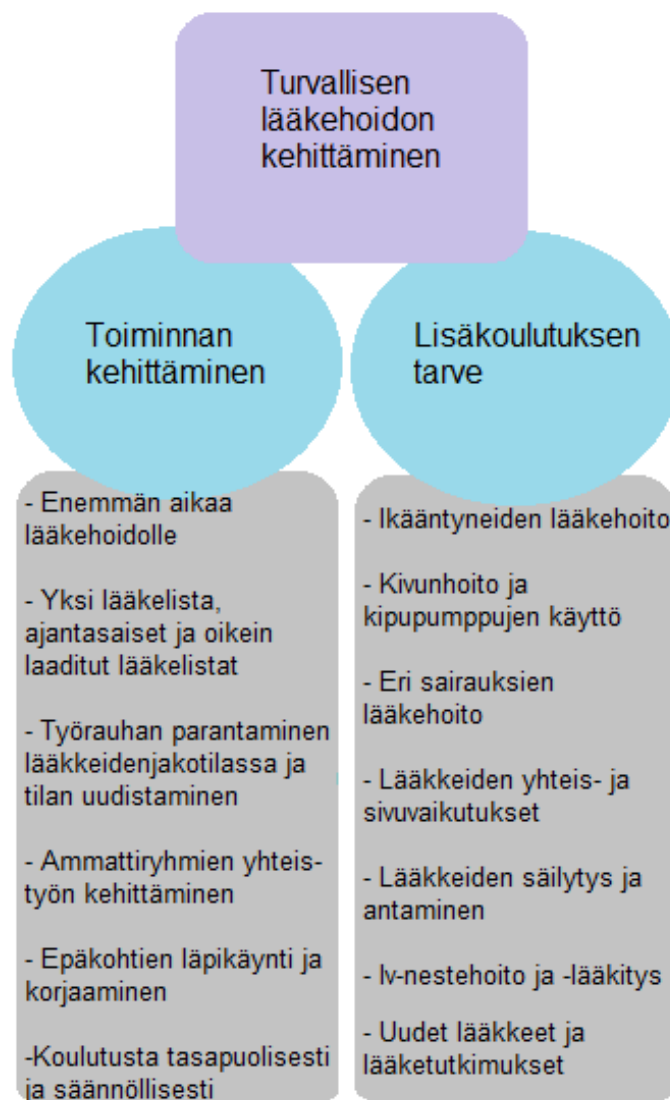 Turvallisen
lääkehoidon
kehittäminen
Toiminnan
kehittäminen
Lisäkoulutuksen
tarve
- Enemmän aikaa
lääkehoidolle
- Yksi lääkelista,
ajantasaiset ja oikein
laaditut lääkelistat
- Työrauhan parantaminen
lääkkeidenjakotilassa ja
tilan uudistaminen
- Ammattiryhmien yhteis-
työn kehittäminen
- Epäkohtien läpikäynti ja
korjaaminen
-Koulutusta tasapuolisesti
ja säännöllisesti
- Ikääntyneiden lääkehoito
- Kivunhoito ja
kipupumppujen käyttö
- Eri sairauksien
lääkehoito
- Lääkkeiden yhteis- ja
sivuvaikutukset
- Lääkkeiden säilytys ja
antaminen
- Iv-nestehoito ja -lääkitys
- Uudet lääkkeet ja
lääketutkimukset